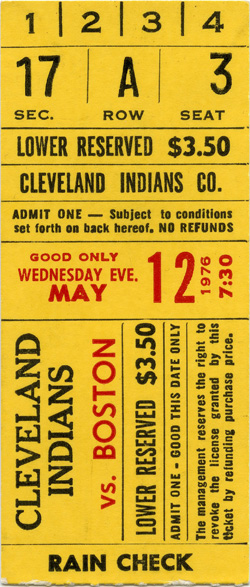 1 2 3 4
17 A 3
SEC. ROW SEAT
LOWER RESERVED $3.50
CLEVELAND INDIANS CO.
ADMIT ONE — Subject to conditions
set forth on back hereof. NO REFUNDS
GOOD ONLY
WEDNESDAY EVE.
MAY 12 1976
7:30
CLEVELAND
INDIANS
vs. BOSTON
LOWER RESERVED $3.50
ADMIT ONE - GOOD THIS DATE ONLY
The management reserves the right to
revoke the license granted by this
ticket by refunding purchase price.
RAIN CHECK